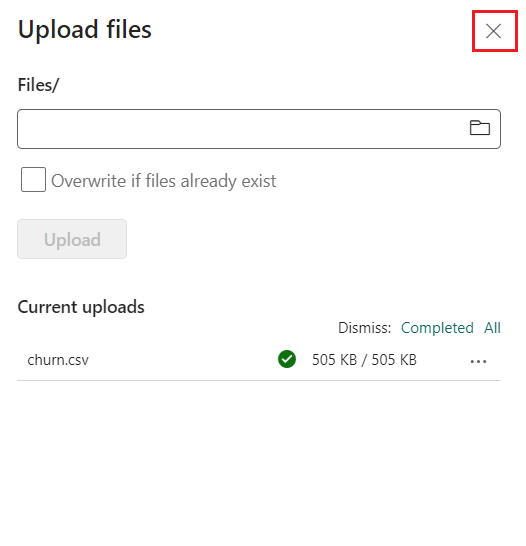 Upload files
Files/
Overwrite if files already exist
Upload
Current uploads
Dismiss: Completed All
churn.csv 505 KB / 505 KB ...